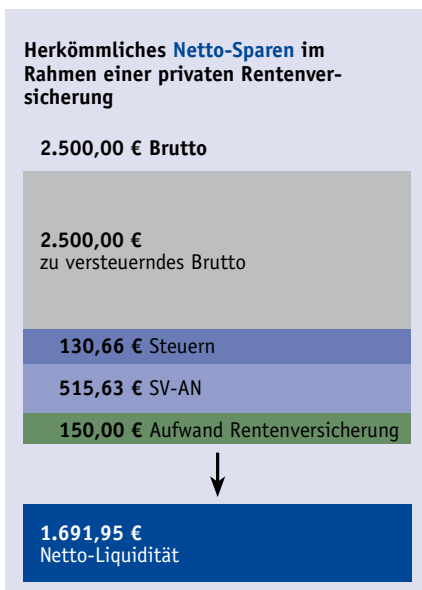 Herkömmliches Netto-Sparen im
Rahmen einer privaten Rentenver-
sicherung
2.500,00 € Brutto
2.500,00 €
zu versteuerndes Brutto
130,66 € Steuern
515,63 € SV-AN
150,00 € Aufwand Rentenversicherung
1.691,95 €
Netto-Liquidität